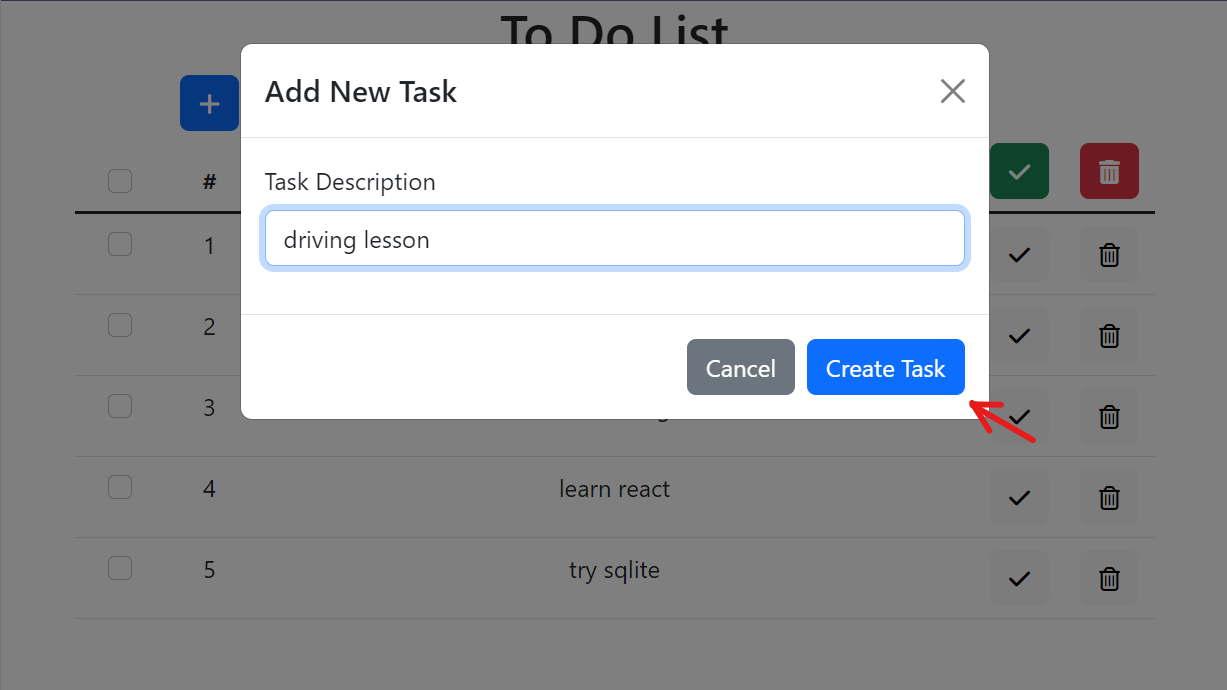 To Do List
Add New Task
#
Task Description
1
driving lesson
2
Cancel
Create Task
3
4
learn react
5
try sqlite